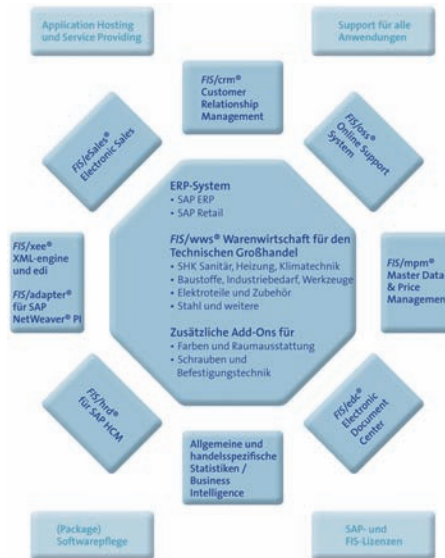 Application Hosting
und Service Providing
Support für alle
Anwendungen
FIS/crm®
Customer
Relationship
Management
FIS/eSales®
Electronic Sales
FIS/oss®
Online Support
System
ERP-System
• SAP ERP
• SAP Retail
FIS/wws® Warenwirtschaft für den
Technischen Großhandel
• SHK Sanitär, Heizung, Klimatechnik
• Baustoffe, Industriebedarf, Werkzeuge
• Elektroteile und Zubehör
• Stahl und weitere
Zusätzliche Add-Ons für
• Farben und Raumausstattung
• Schrauben und
Befestigungstechnik
FIS/xee®
XML-engine
und edi
FIS/adapter®
für SAP
NetWeaver® PI
FIS/mpm®
Master Data
& Price
Management
FIS/hrd®
für SAP HCM
FIS/edc®
Electronic
Document
Center
Allgemeine und
handelsspezifische
Statistiken /
Business
Intelligence
(Package)
Softwarepflege
SAP- und
FIS-Lizenzen